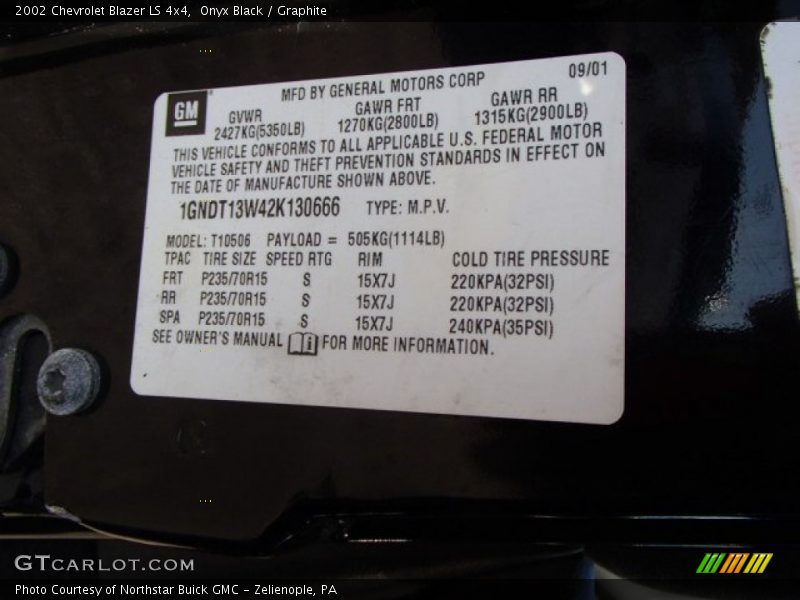 2002 Chevrolet Blazer LS 4x4, Onyx Black / Graphite
GM
MFD BY GENERAL MOTORS CORP 09/01
GVWR GAWR FRT GAWR RR
2427KG(5350LB) 1270KG(2800LB) 1315KG(2900LB)
THIS VEHICLE CONFORMS TO ALL APPLICABLE U.S. FEDERAL MOTOR
VEHICLE SAFETY AND THEFT PREVENTION STANDARDS IN EFFECT ON
THE DATE OF MANUFACTURE SHOWN ABOVE.
1GNDT13W42K130666 TYPE: M.P.V.
MODEL: T10506 PAYLOAD = 505KG(1114LB)
TPAC TIRE SIZE SPEED RTG RIM COLD TIRE PRESSURE
FRT P235/70R15 S 15X7J 220KPA(32PSI)
RR P235/70R15 S 15X7J 220KPA(32PSI)
SPA P235/70R15 S 15X7J 240KPA(35PSI)
SEE OWNER'S MANUAL FOR MORE INFORMATION.
GTCARLOT.COM
Photo Courtesy of Northstar Buick GMC - Zelienople, PA